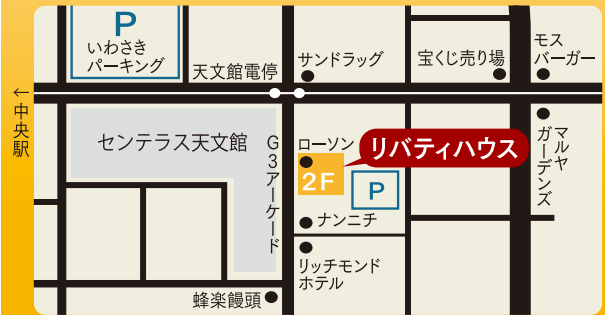 P
いわさき
パーキング
天文館電停
サンドラッグ
宝くじ売り場
モス
バーガー
←中央駅
センテラス天文館
G3アーケード
ローソン
リバティハウス
2F
P
マルヤ
ガーデンズ
ナンニチ
リッチモンド
ホテル
蜂楽饅頭